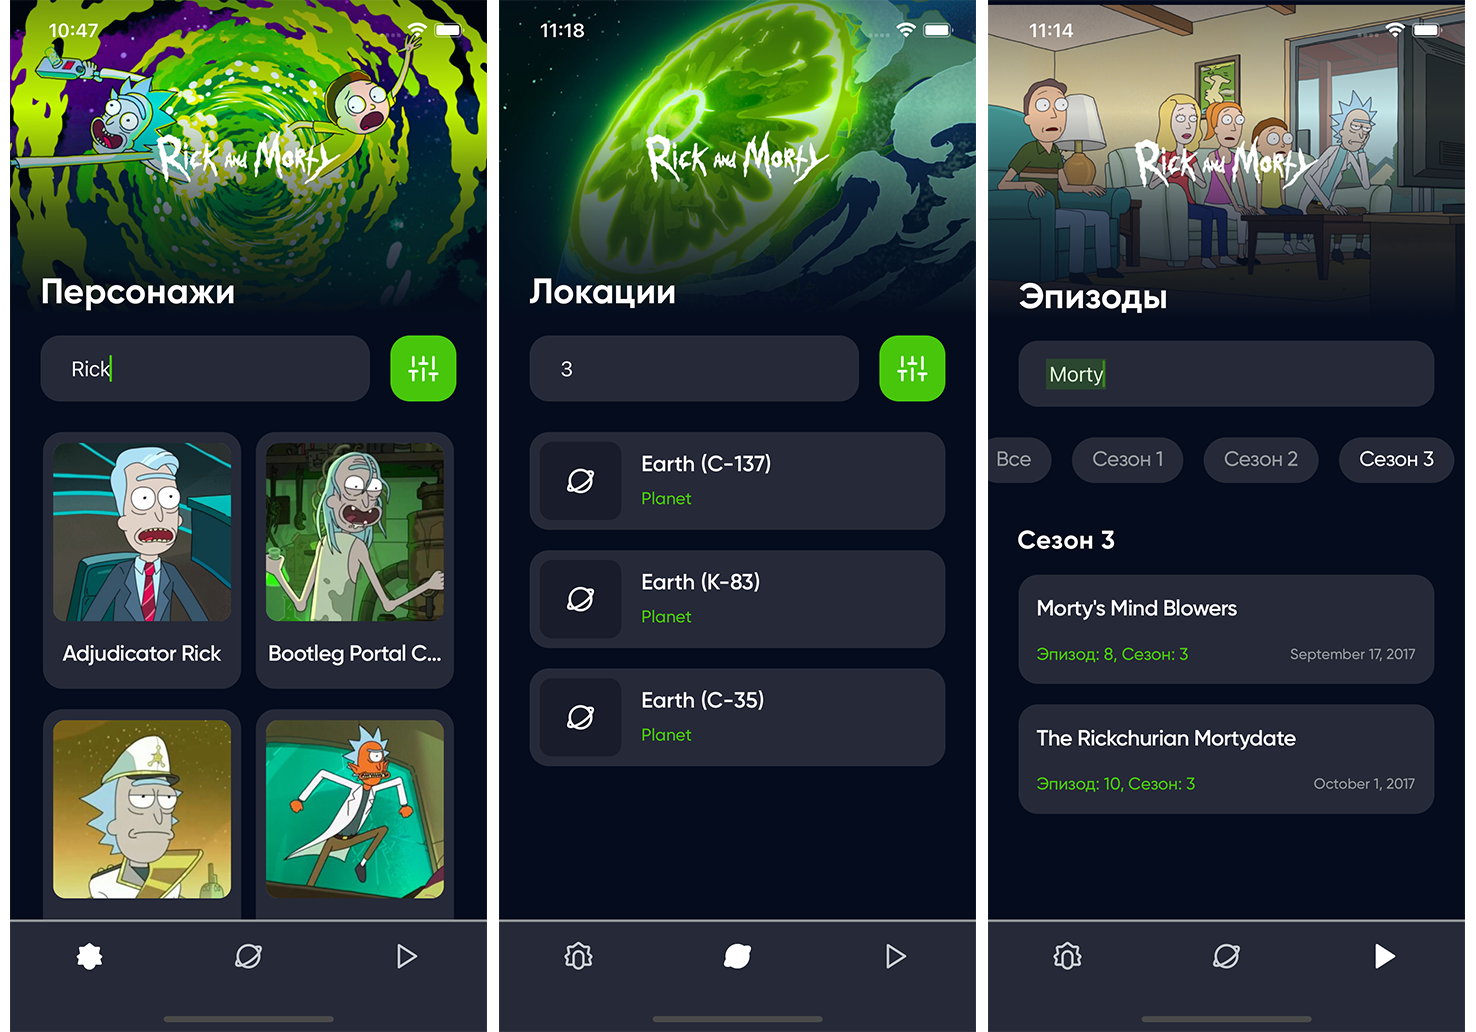 10:47
Rick and Morty
Персонажи
Rick
Adjudicator Rick
Bootleg Portal C...
11:18
Rick and Morty
Локации
3
Earth (C-137)
Planet
Earth (K-83)
Planet
Earth (C-35)
Planet
11:14
Rick and Morty
Эпизоды
Morty
Все
Сезон 1
Сезон 2
Сезон 3
Сезон 3
Morty's Mind Blowers
Эпизод: 8, Сезон: 3
September 17, 2017
The Rickchurian Mortydate
Эпизод: 10, Сезон: 3
October 1, 2017